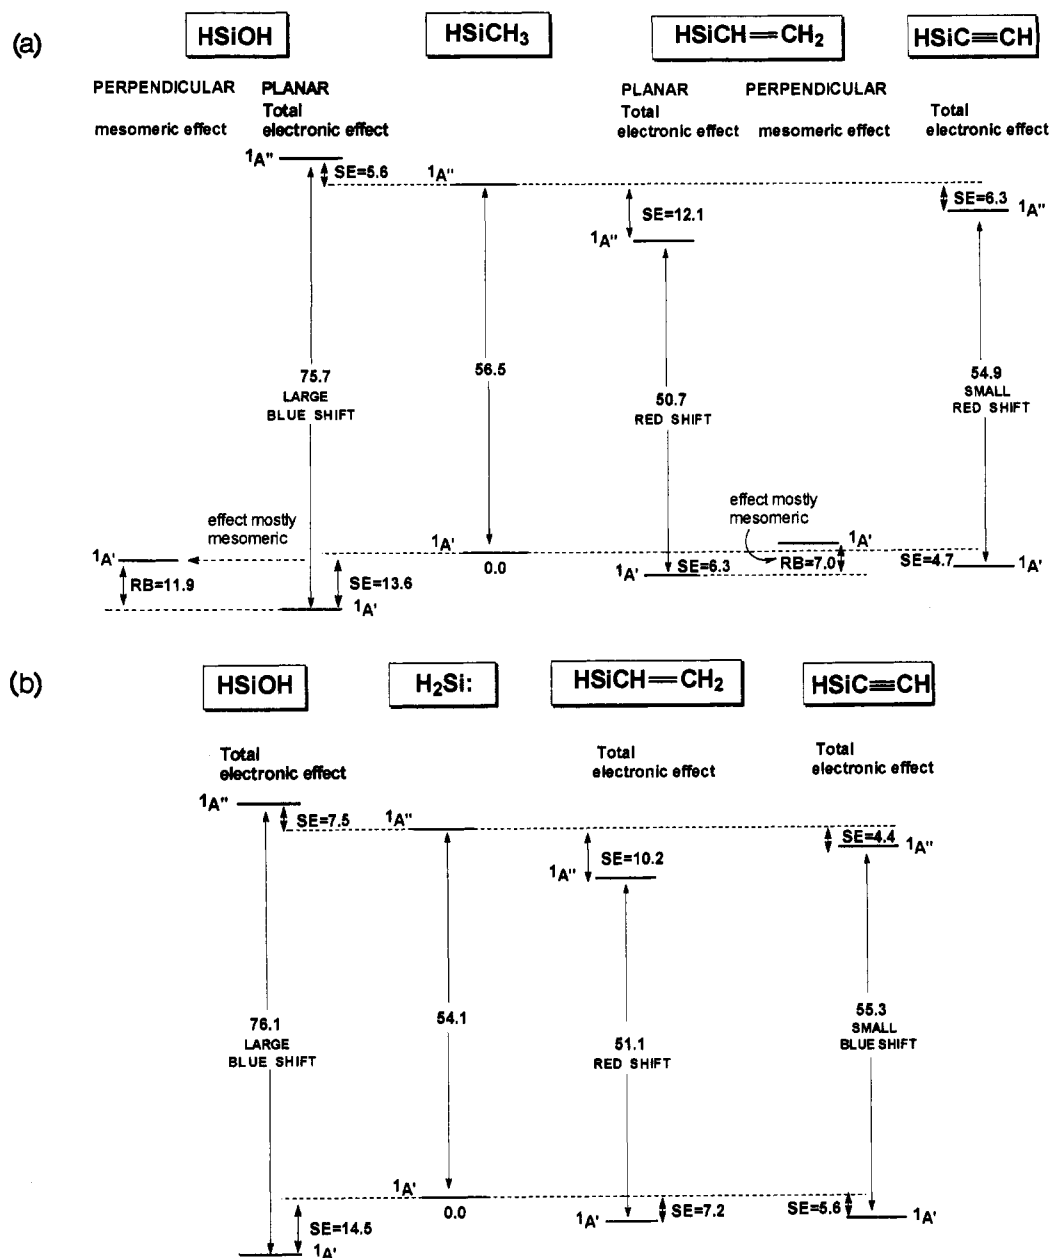 (a)
HSiOH
HSiCH₃
HSiCH═CH₂
HSiC≡CH
PERPENDICULAR
mesomeric effect
PLANAR
Total
electronic effect
PLANAR
Total
electronic effect
PERPENDICULAR
mesomeric effect
Total
electronic effect
¹A''
SE=5.6
¹A''
SE=12.1
¹A''
SE=6.3
¹A''
75.7
LARGE
BLUE SHIFT
56.5
50.7
RED SHIFT
54.9
SMALL
RED SHIFT
effect mostly
mesomeric
effect mostly
mesomeric
¹A'
RB=11.9
SE=13.6
¹A'
¹A'
0.0
¹A'
SE=6.3
¹A'
RB=7.0
SE=4.7
¹A'
(b)
HSiOH
H₂Si:
HSiCH═CH₂
HSiC≡CH
Total
electronic effect
Total
electronic effect
Total
electronic effect
¹A''
SE=7.5
¹A''
SE=10.2
¹A''
SE=4.4
¹A''
76.1
LARGE
BLUE SHIFT
54.1
51.1
RED SHIFT
55.3
SMALL
BLUE SHIFT
SE=14.5
¹A'
¹A'
0.0
¹A'
SE=7.2
SE=5.6
¹A'